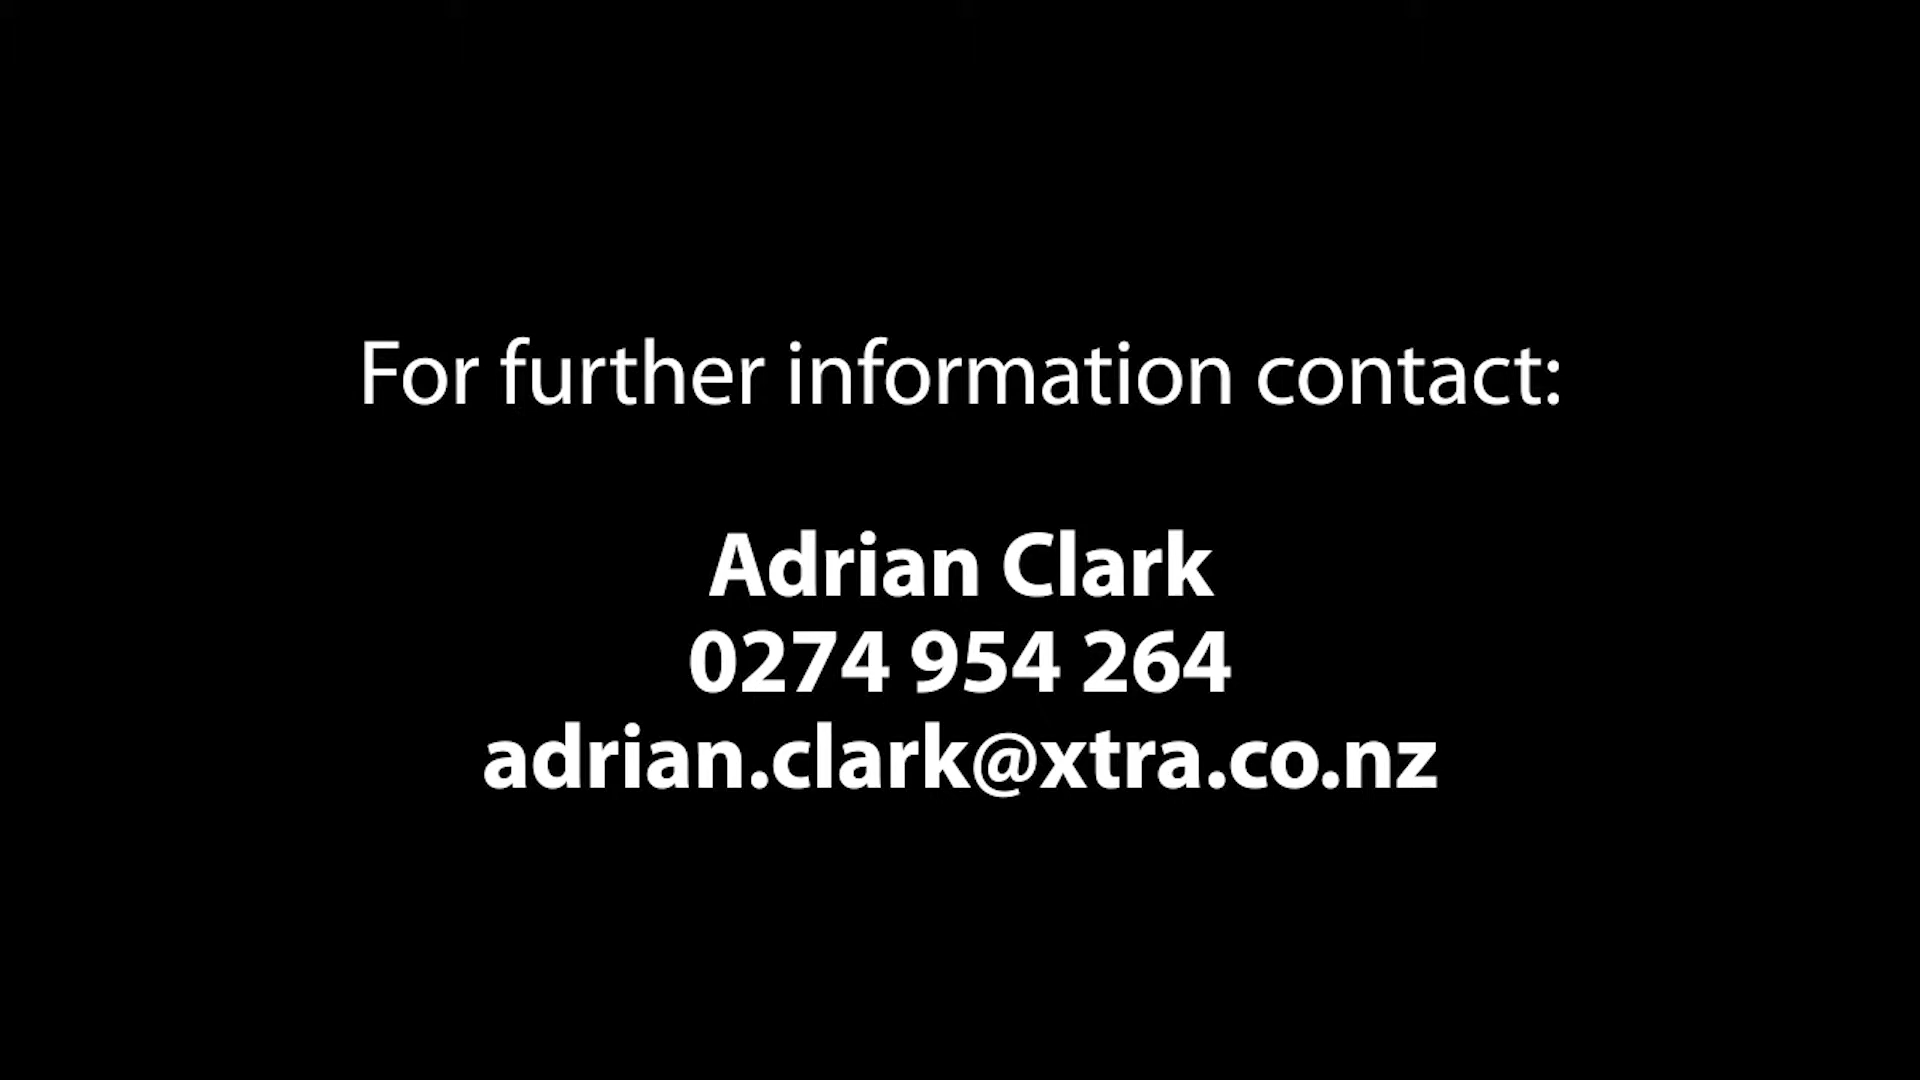 For further information contact:
Adrian Clark
0274 954 264
adrian.clark@xtra.co.nz